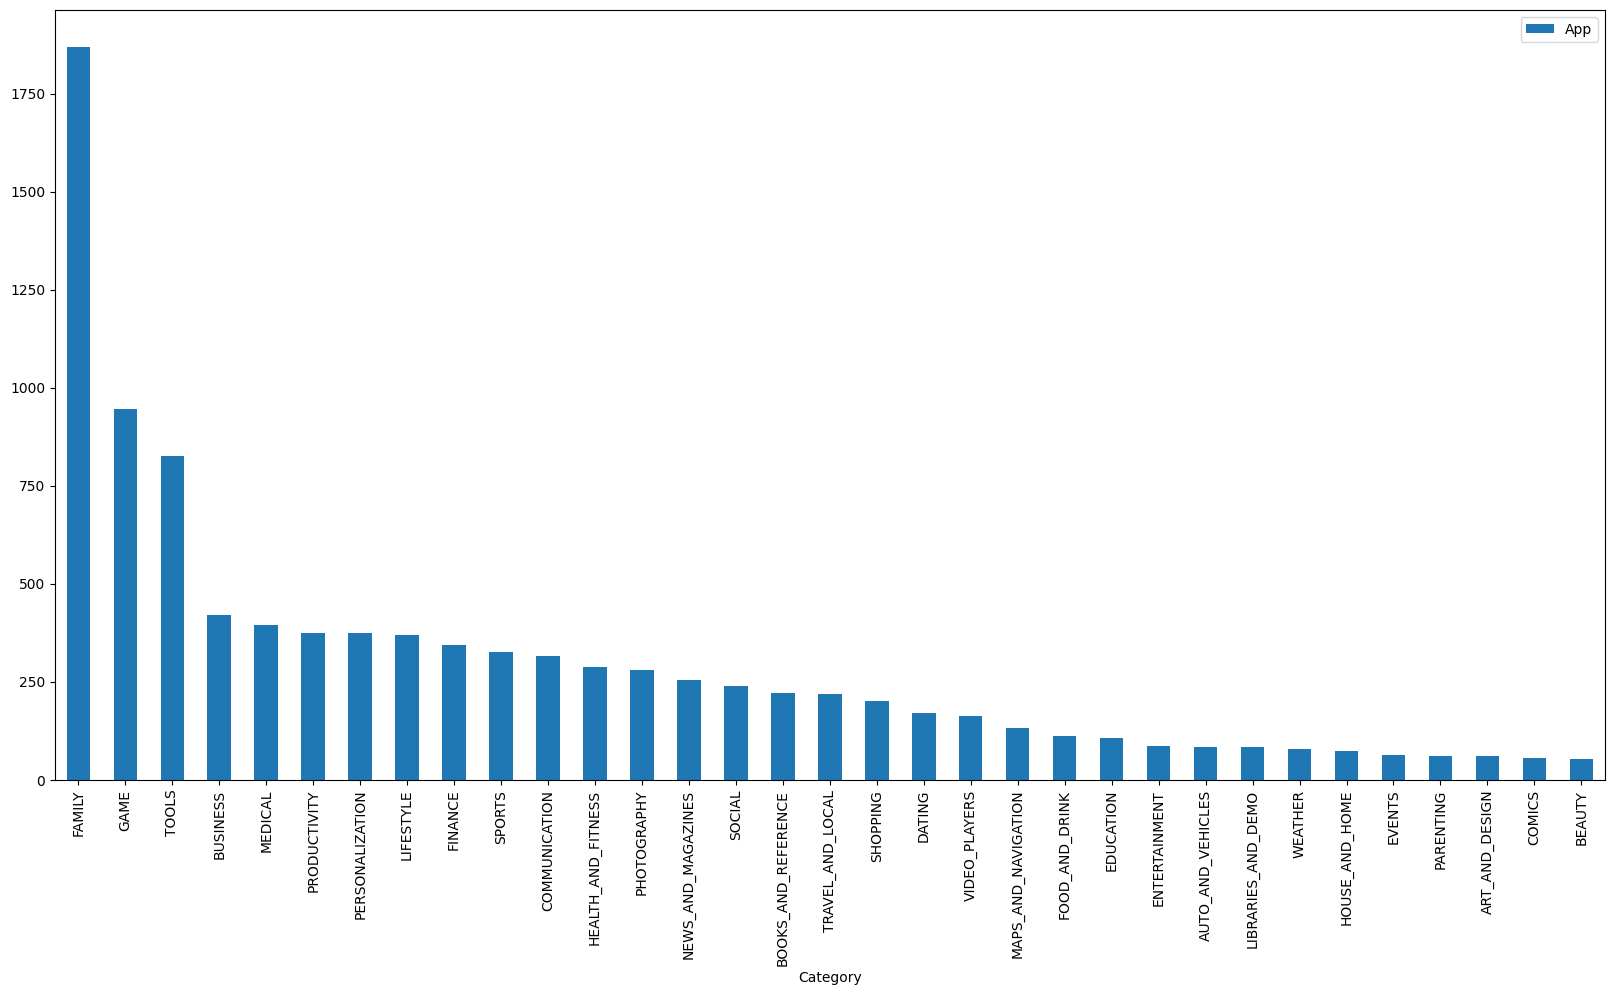 App
1750
1500
1250
1000
750
500
250
0
FAMILY
GAME
TOOLS
BUSINESS
MEDICAL
PRODUCTIVITY
PERSONALIZATION
LIFESTYLE
FINANCE
SPORTS
COMMUNICATION
HEALTH_AND_FITNESS
PHOTOGRAPHY
NEWS_AND_MAGAZINES
SOCIAL
BOOKS_AND_REFERENCE
TRAVEL_AND_LOCAL
SHOPPING
DATING
VIDEO_PLAYERS
MAPS_AND_NAVIGATION
FOOD_AND_DRINK
EDUCATION
ENTERTAINMENT
AUTO_AND_VEHICLES
LIBRARIES_AND_DEMO
WEATHER
HOUSE_AND_HOME
EVENTS
PARENTING
ART_AND_DESIGN
COMICS
BEAUTY
Category